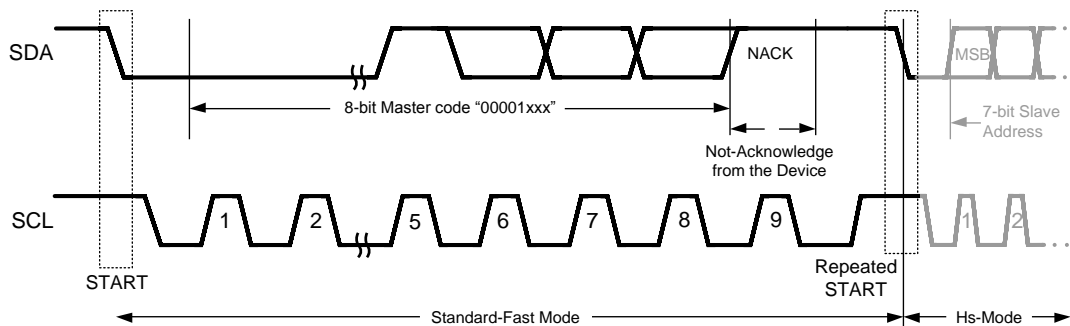 SDA
NACK
MSB
8-bit Master code “00001xxx”
7-bit Slave
Address
Not-Acknowledge
from the Device
SCL
1
2
5
6
7
8
9
1
2
START
Repeated
START
Standard-Fast Mode
Hs-Mode